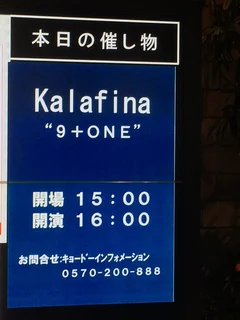 本日の催し物
Kalafina
“9+ONE”
開場 15:00
開演 16:00
お問合せ:キョードーインフォメーション
0570-200-888